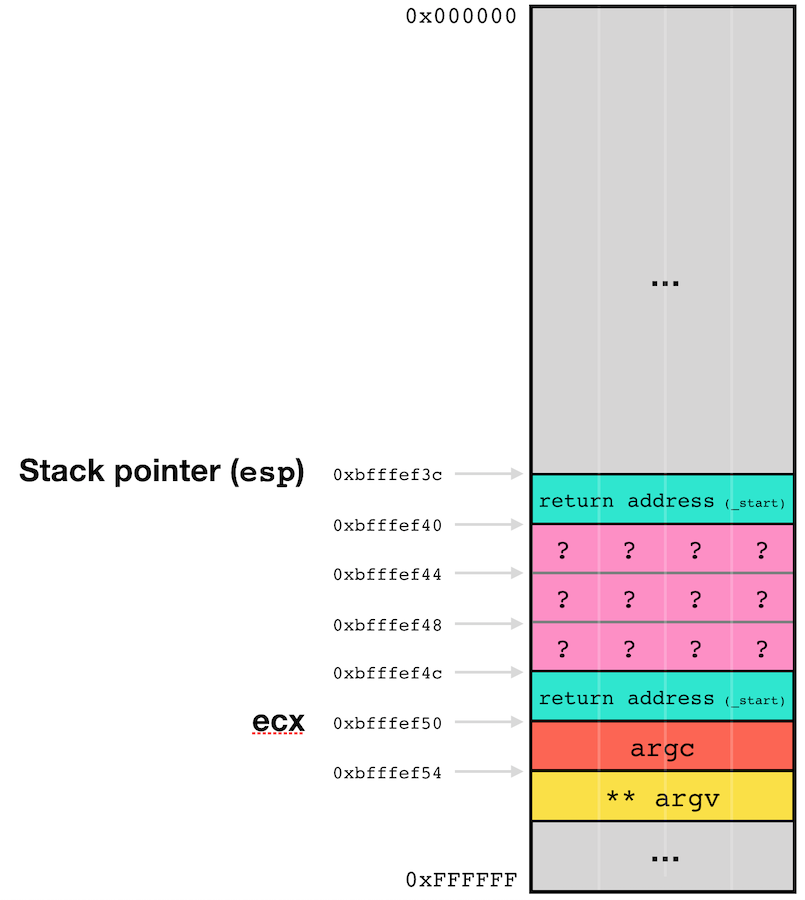 0x000000
...
Stack pointer (esp)
0xbfffef3c
return address (_start)
0xbfffef40
? ? ? ?
0xbfffef44
? ? ? ?
0xbfffef48
? ? ? ?
0xbfffef4c
return address (_start)
ecx
0xbfffef50
argc
0xbfffef54
** argv
...
0xFFFFFF